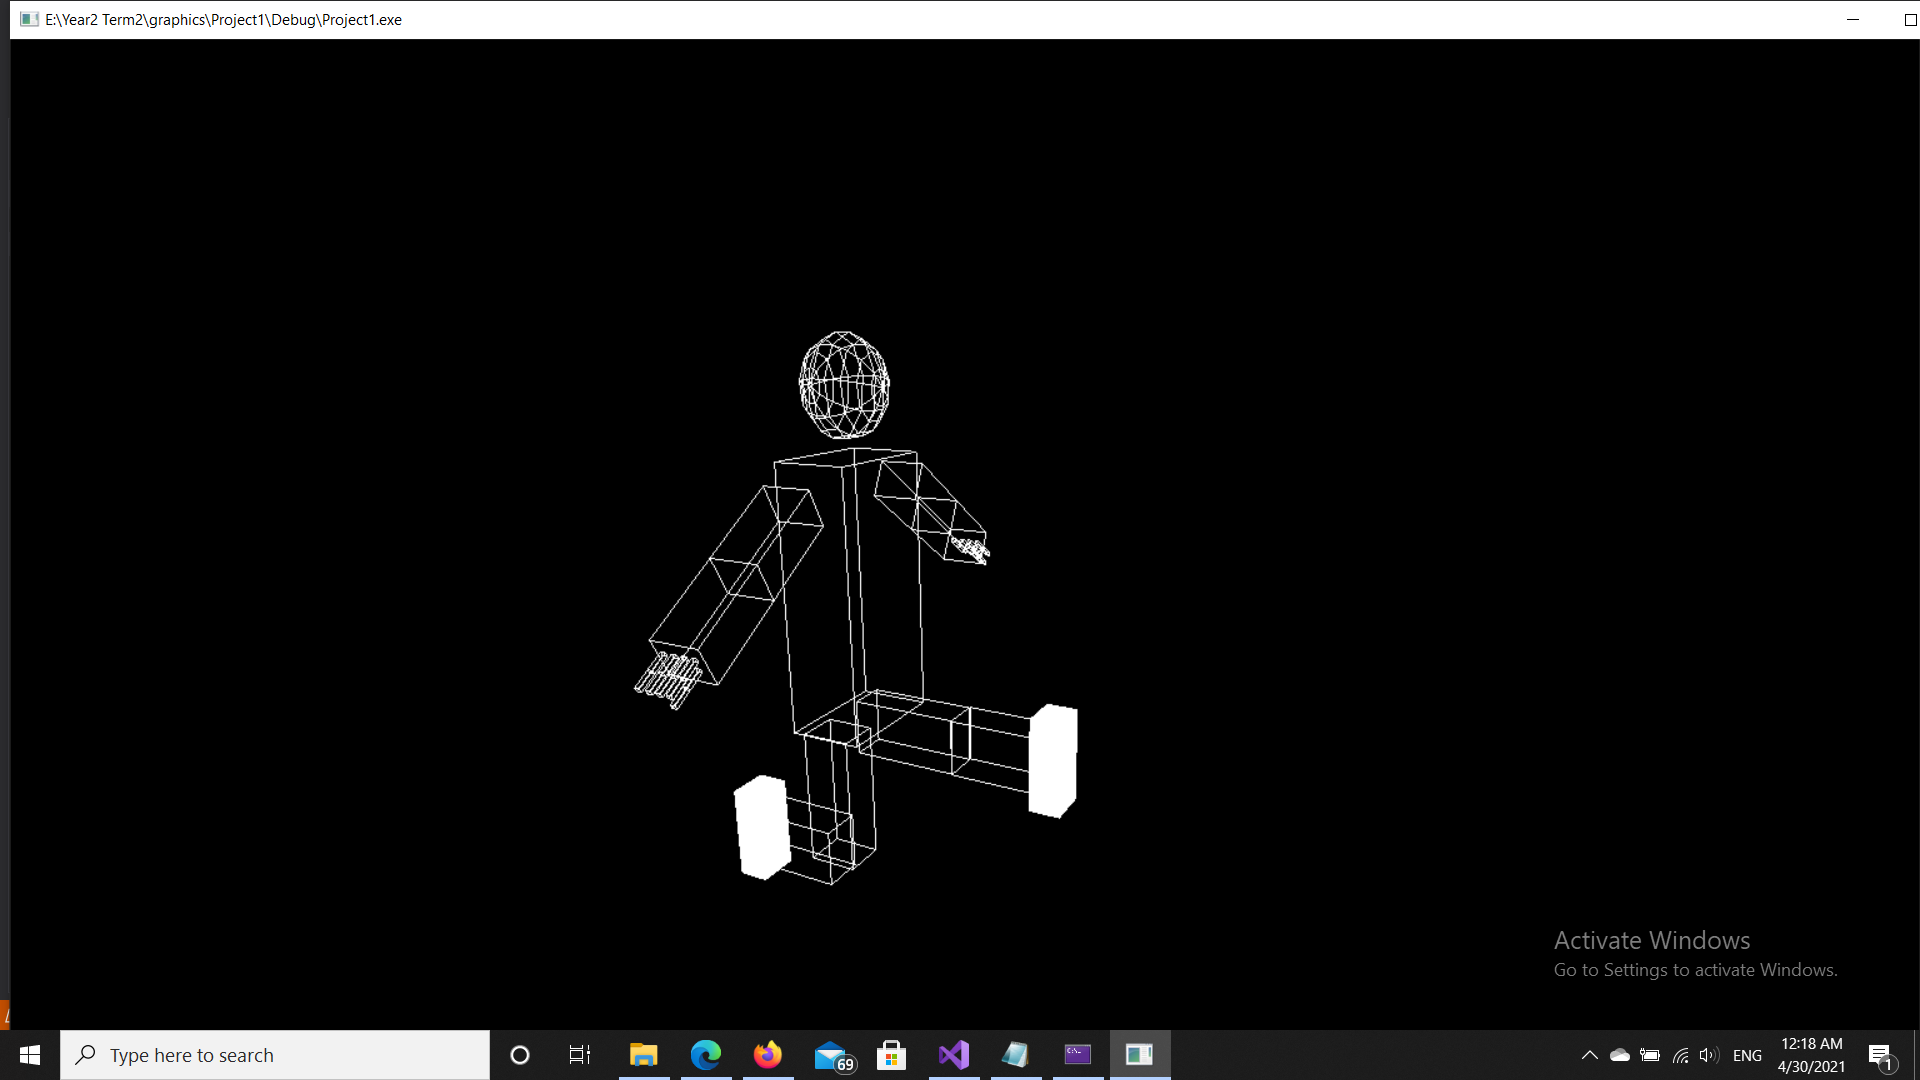 E:\Year2 Term2\graphics\Project1\Debug\Project1.exe
Activate Windows
Go to Settings to activate Windows.
Type here to search
69
ENG
12:18 AM
4/30/2021
1